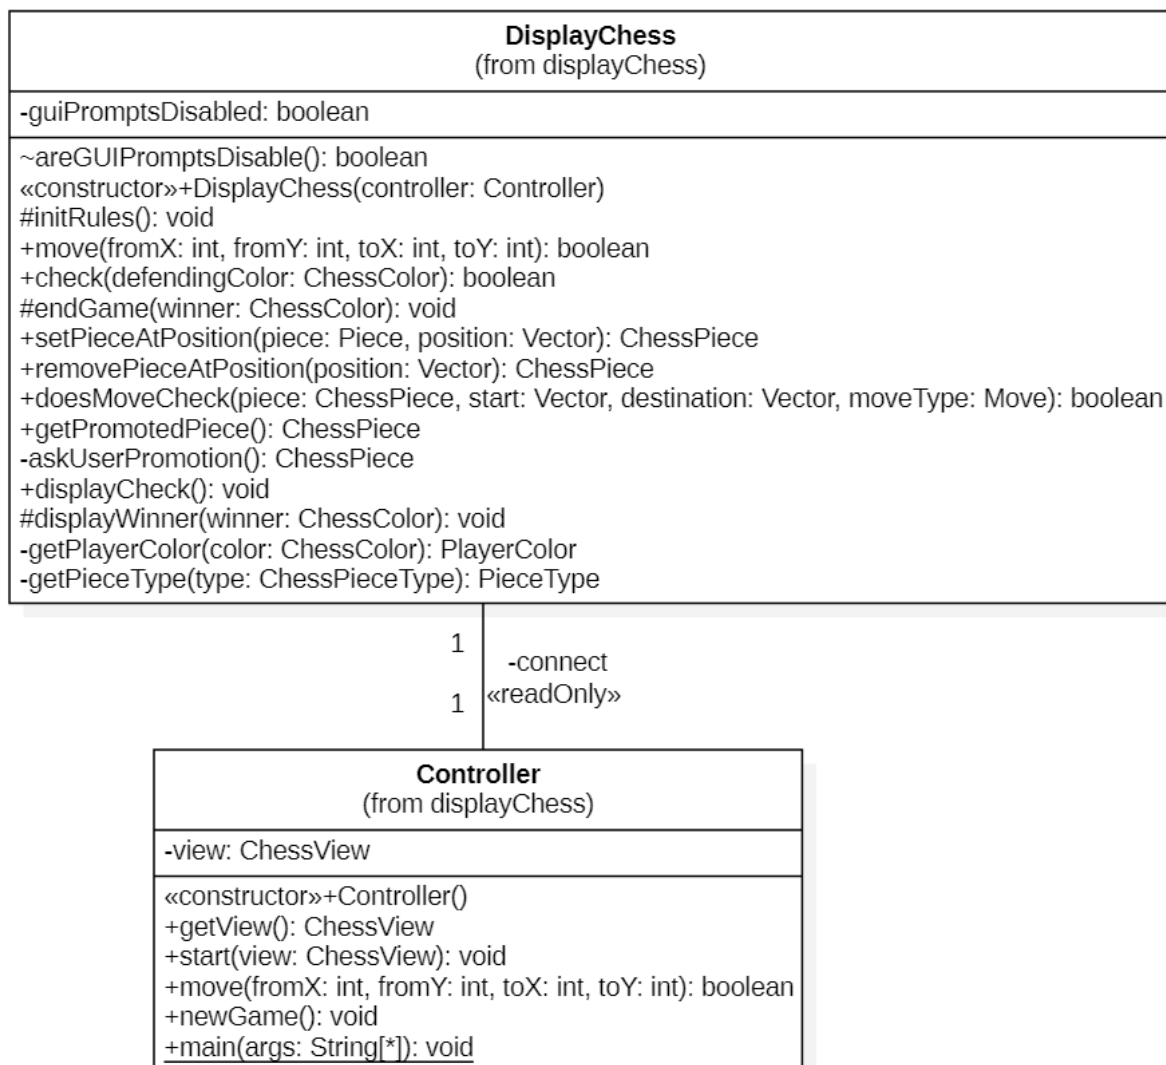 DisplayChess
(from displayChess)
-guiPromptsDisabled: boolean
~areGUIPromptsDisable(): boolean
«constructor»+DisplayChess(controller: Controller)
#initRules(): void
+move(fromX: int, fromY: int, toX: int, toY: int): boolean
+check(defendingColor: ChessColor): boolean
#endGame(winner: ChessColor): void
+setPieceAtPosition(piece: Piece, position: Vector): ChessPiece
+removePieceAtPosition(position: Vector): ChessPiece
+doesMoveCheck(piece: ChessPiece, start: Vector, destination: Vector, moveType: Move): boolean
+getPromotedPiece(): ChessPiece
-askUserPromotion(): ChessPiece
+displayCheck(): void
#displayWinner(winner: ChessColor): void
-getPlayerColor(color: ChessColor): PlayerColor
-getPieceType(type: ChessPieceType): PieceType
1
-connect
«readOnly»
1
Controller
(from displayChess)
-view: ChessView
«constructor»+Controller()
+getView(): ChessView
+start(view: ChessView): void
+move(fromX: int, fromY: int, toX: int, toY: int): boolean
+newGame(): void
+main(args: String[*]): void